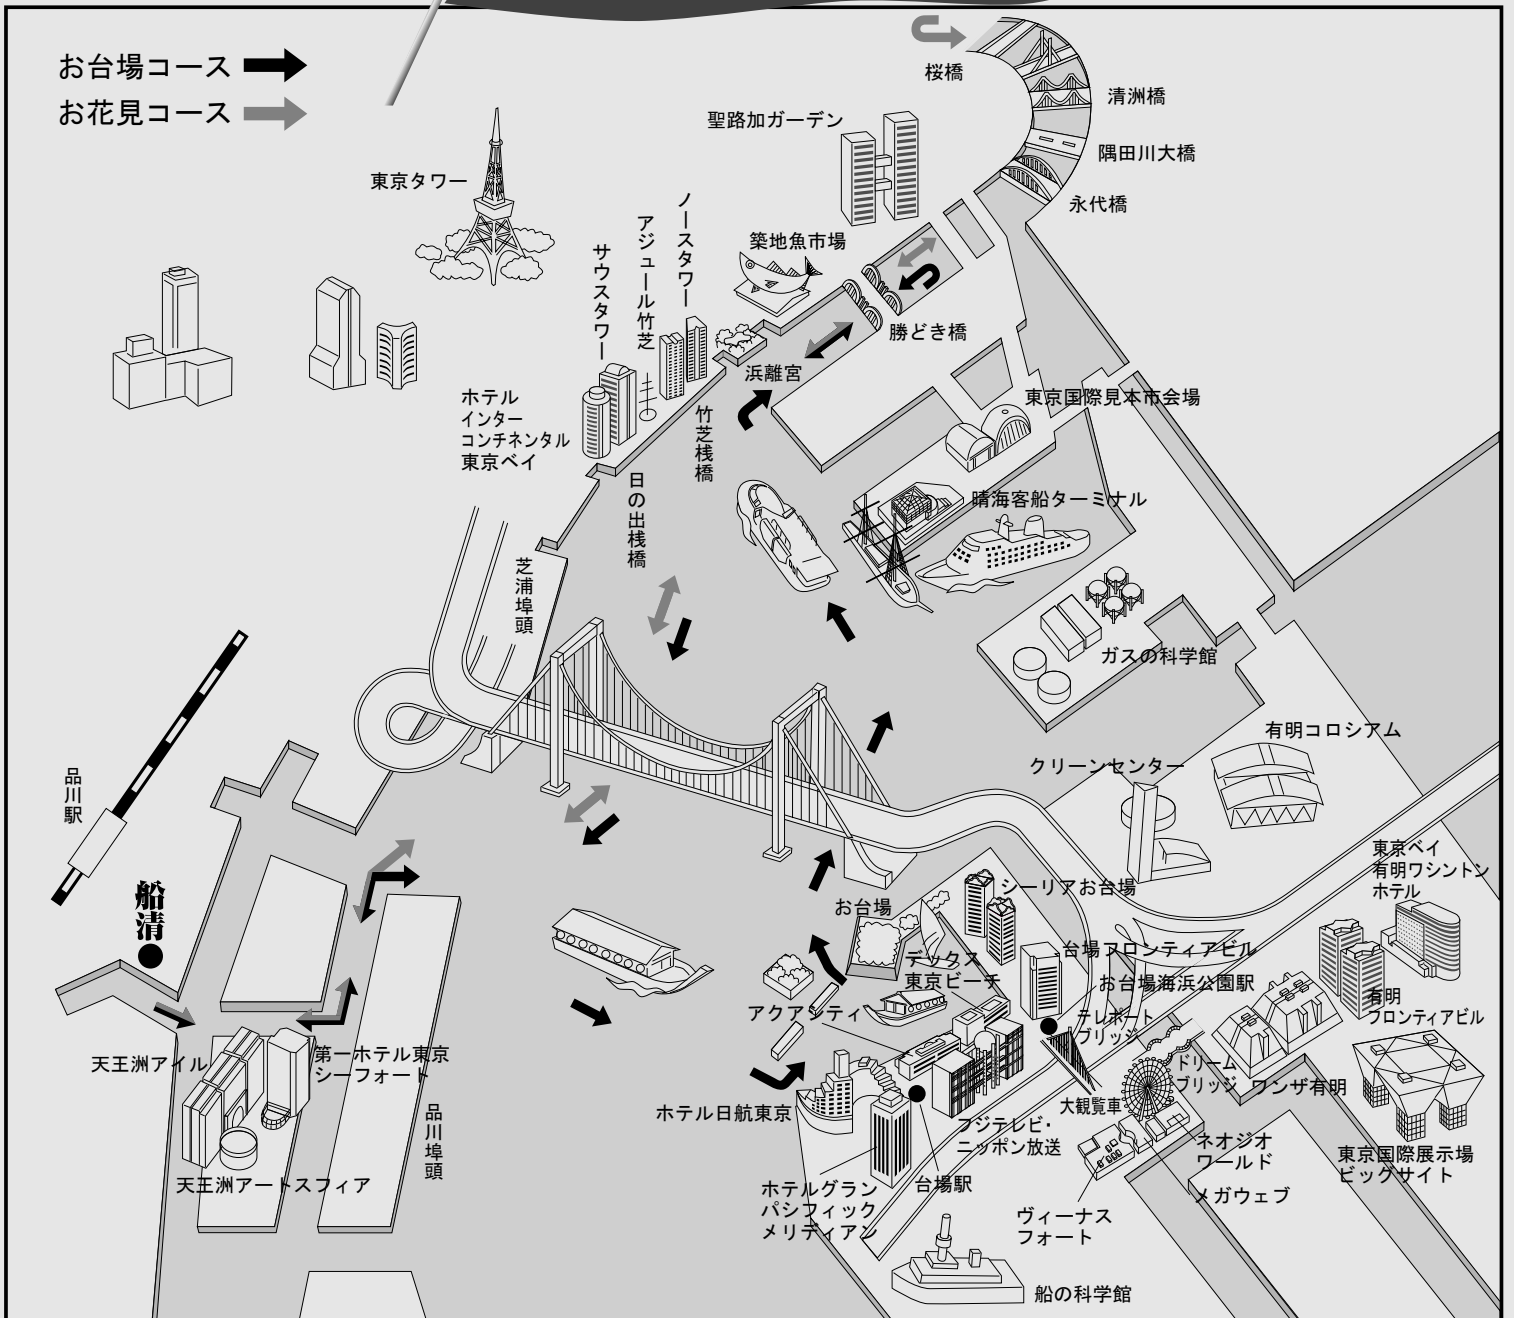 お台場コース
お花見コース
桜橋
清洲橋
隅田川大橋
永代橋
聖路加ガーデン
東京タワー
築地魚市場
ノースタワー
アジュール竹芝
サウスタワー
勝どき橋
浜離宮
ホテル
インター
コンチネンタル
東京ベイ
竹芝桟橋
日の出桟橋
芝浦埠頭
東京国際見本市会場
晴海客船ターミナル
ガスの科学館
有明コロシアム
クリーンセンター
品川駅
船清
東京ベイ
有明ワシントン
ホテル
シーリアお台場
お台場
台場フロンティアビル
デックス
東京ビーチ
お台場海浜公園駅
アクアシティ
テレポート
ブリッジ
有明
フロンティアビル
ドリーム
ブリッジ
ワンザ有明
大観覧車
天王洲アイル
第一ホテル東京
シーフォート
品川埠頭
天王洲アートスフィア
ホテル日航東京
フジテレビ・
ニッポン放送
ネオジオ
ワールド
東京国際展示場
ビッグサイト
メガウェブ
ホテルグラン
パシフィック
メリディアン
台場駅
ヴィーナス
フォート
船の科学館